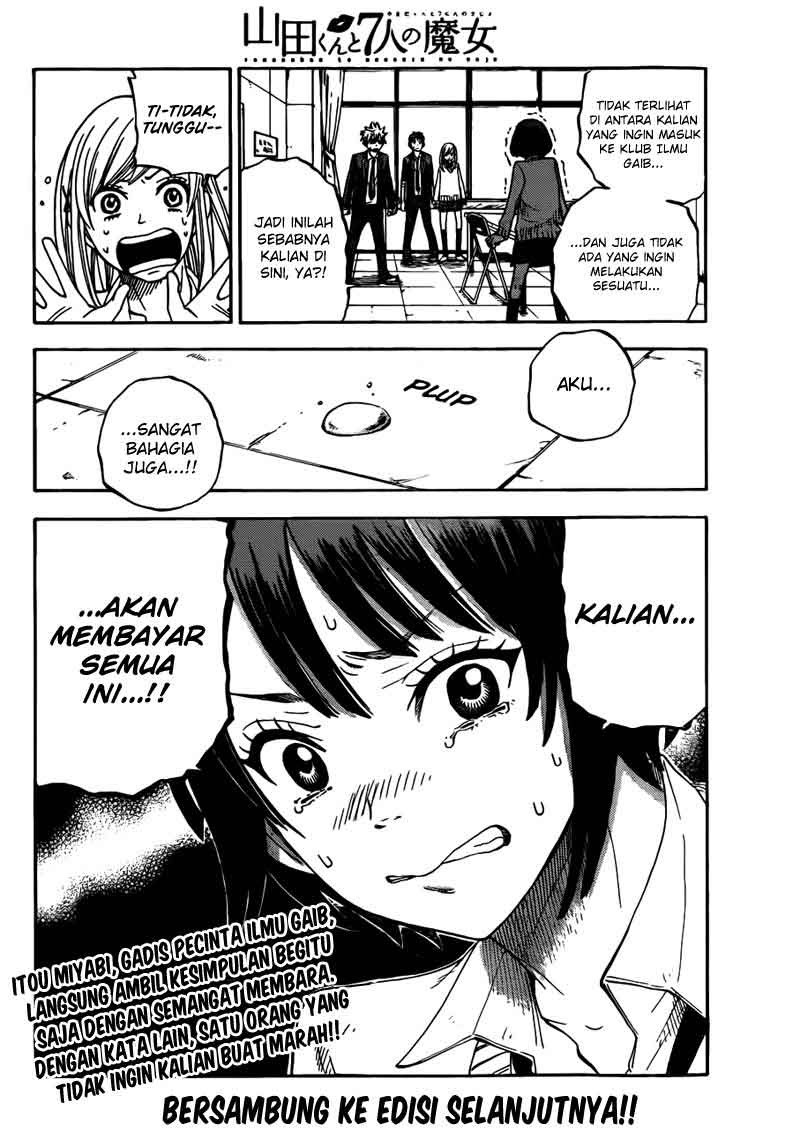 山田くんと7人の魔女
TIDAK TERLIHAT
DI ANTARA KALIAN
YANG INGIN MASUK
KE KLUB ILMU
GAIB...
...DAN JUGA TIDAK
ADA YANG INGIN
MELAKUKAN
SESUATU...
JADI INILAH
SEBABNYA
KALIAN DI
SINI, YA?!
TI-TIDAK,
TUNGGU--
AKU...
PLUP
...SANGAT
BAHAGIA
JUGA...!!
KALIAN...
...AKAN
MEMBAYAR
SEMUA
INI...!!
ITOU MIYABI, GADIS PECINTA ILMU GAIB,
LANGSUNG AMBIL KESIMPULAN BEGITU
SAJA DENGAN SEMANGAT MEMBARA.
DENGAN KATA LAIN, SATU ORANG YANG
TIDAK INGIN KALIAN BUAT MARAH!!
BERSAMBUNG KE EDISI SELANJUTNYA!!